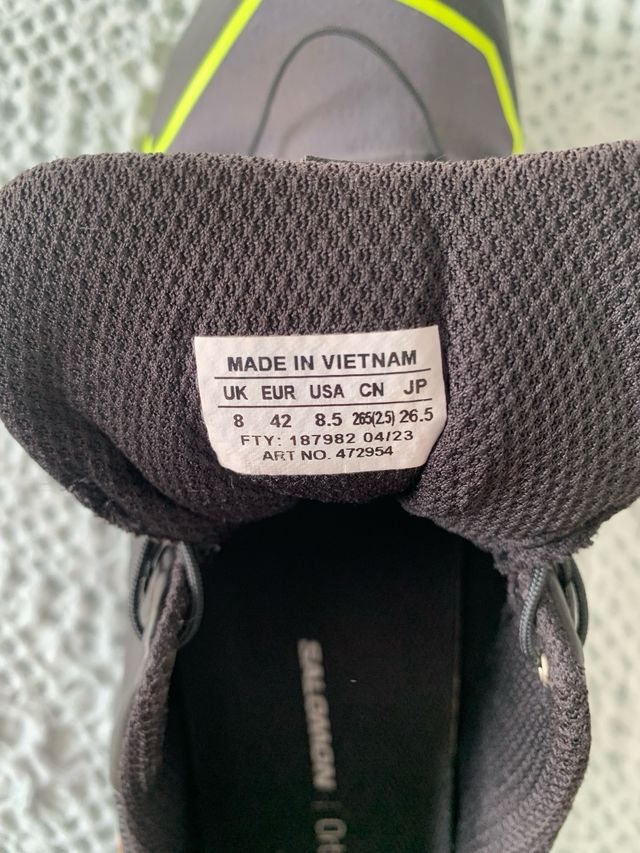 MADE IN VIETNAM
UK EUR USA CN JP
8 42 8.5 265(2.5) 26.5
FTY: 187982 04/23
ART NO. 472954
SALOMON